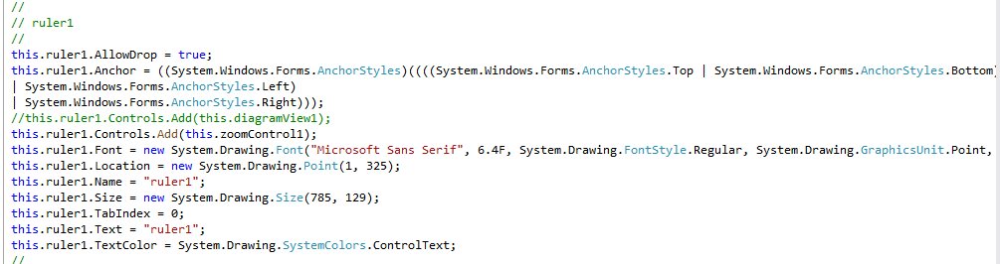 //
// ruler1
//
this.ruler1.AllowDrop = true;
this.ruler1.Anchor = ((System.Windows.Forms.AnchorStyles)((((System.Windows.Forms.AnchorStyles.Top | System.Windows.Forms.AnchorStyles.Bottom)
| System.Windows.Forms.AnchorStyles.Left)
| System.Windows.Forms.AnchorStyles.Right)));
//this.ruler1.Controls.Add(this.diagramView1);
this.ruler1.Controls.Add(this.zoomControl1);
this.ruler1.Font = new System.Drawing.Font("Microsoft Sans Serif", 6.4F, System.Drawing.FontStyle.Regular, System.Drawing.GraphicsUnit.Point,
this.ruler1.Location = new System.Drawing.Point(1, 325);
this.ruler1.Name = "ruler1";
this.ruler1.Size = new System.Drawing.Size(785, 129);
this.ruler1.TabIndex = 0;
this.ruler1.Text = "ruler1";
this.ruler1.TextColor = System.Drawing.SystemColors.ControlText;
//